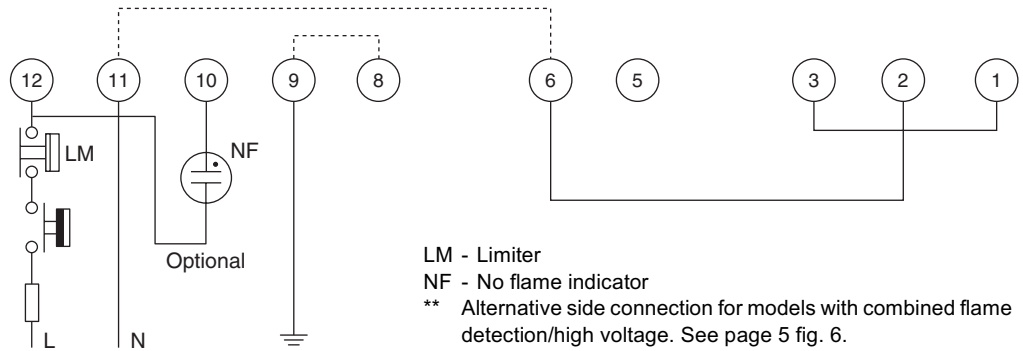 12 11 10 9 8 6 5 3 2 1
LM
NF
Optional
L N
LM - Limiter
NF - No flame indicator
** Alternative side connection for models with combined flame
detection/high voltage. See page 5 fig. 6.